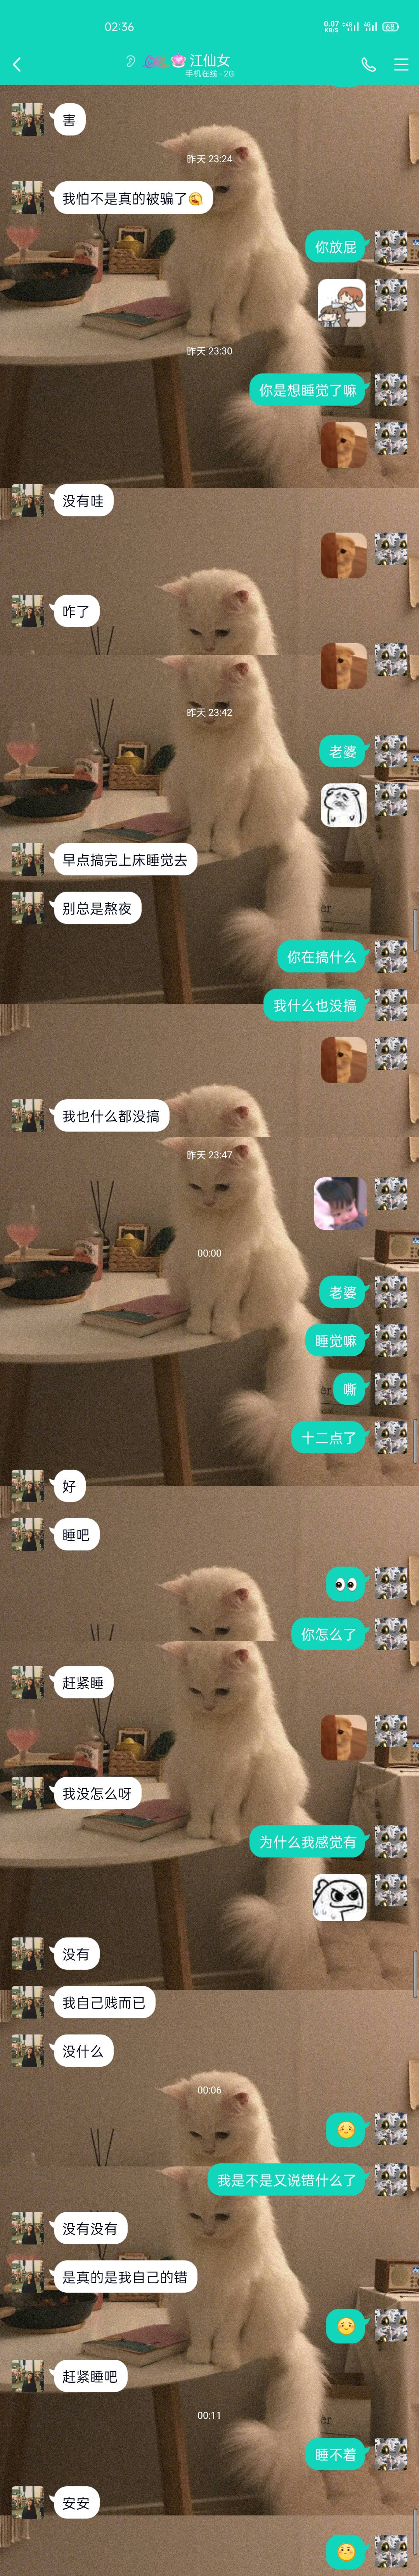 02:36
0.07
KB/S
4G
4G
68
江仙女
手机在线 - 2G
害
昨天 23:24
我怕不是真的被骗了
你放屁
昨天 23:30
你是想睡觉了嘛
没有哇
咋了
昨天 23:42
老婆
早点搞完上床睡觉去
别总是熬夜
你在搞什么
我什么也没搞
我也什么都没搞
昨天 23:47
00:00
老婆
睡觉嘛
嘶
十二点了
好
睡吧
你怎么了
赶紧睡
我没怎么呀
为什么我感觉有
没有
我自己贱而已
没什么
00:06
我是不是又说错什么了
没有没有
是真的是我自己的错
赶紧睡吧
00:11
睡不着
安安